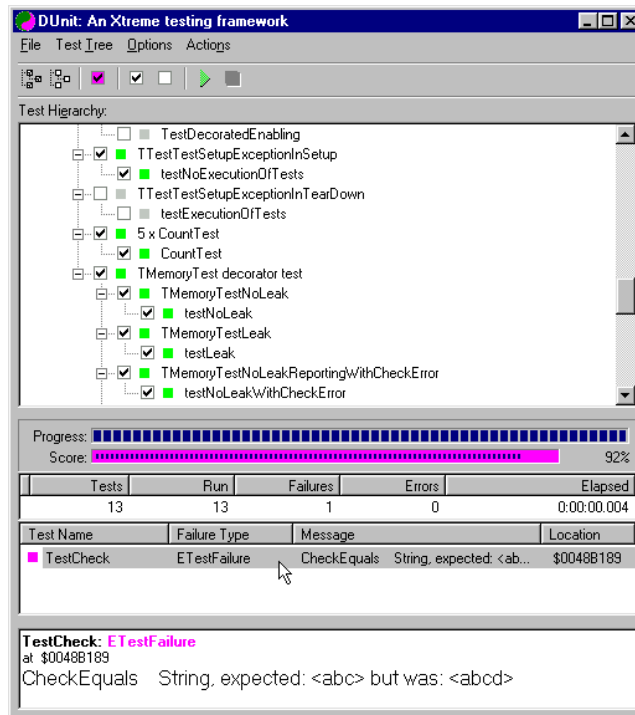 DUnit: An Xtreme testing framework
File Test Tree Options Actions
Test Hierarchy:
TestDecoratedEnabling
TTestTestSetupExceptionInSetup
testNoExecutionOfTests
TTestTestSetupExceptionInTearDown
testExecutionOfTests
5 x CountTest
CountTest
TMemoryTest decorator test
TMemoryTestNoLeak
testNoLeak
TMemoryTestLeak
testLeak
TMemoryTestNoLeakReportingWithCheckError
testNoLeakWithCheckError
Progress:
Score: 92%
Tests Run Failures Errors Elapsed
13 13 1 0 0:00:00.004
Test Name Failure Type Message Location
TestCheck ETestFailure CheckEquals String, expected: <ab... $0048B189
TestCheck: ETestFailure
at $0048B189
CheckEquals String, expected: <abc> but was: <abcd>